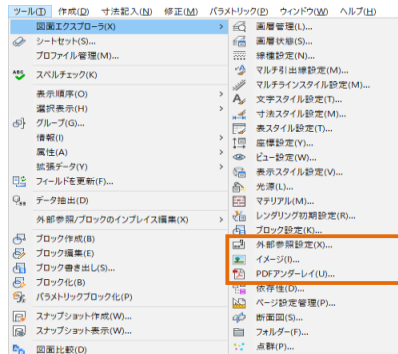 ツール(T) 作成(D) 寸法記入(N) 修正(M) パラメトリック(P) ウィンドウ(W) ヘルプ(H)
図面エクスプローラ(X)
シートセット(S)...
プロファイル管理(M)...
スペルチェック(K)
表示順序(O)
選択表示(H)
グループ(G)...
情報(I)
属性(A)
拡張データ(Y)
フィールドを更新(F)...
データ抽出(D)
外部参照/ブロックのインプレイス編集(X)
ブロック作成(B)
ブロック編集(E)
ブロック書き出し(S)...
ブロック化(B)
パラメトリックブロック化(P)
スナップショット作成(W)...
スナップショット表示(W)...
図面比較(D)
画層管理(L)...
画層状態(S)...
線種設定(N)...
マルチ引出線設定(M)...
マルチラインスタイル設定(M)...
文字スタイル設定(T)...
寸法スタイル設定(M)...
表スタイル設定(T)...
座標設定(Y)...
ビュー設定(W)...
表示スタイル設定(V)...
光源(L)...
マテリアル(M)...
レンダリング初期設定(R)...
ブロック設定(K)...
外部参照設定(X)...
イメージ(I)...
PDFアンダーレイ(U)...
依存性(D)...
ページ設定管理(P)...
断面図(S)...
フォルダー(F)...
点群(P)...